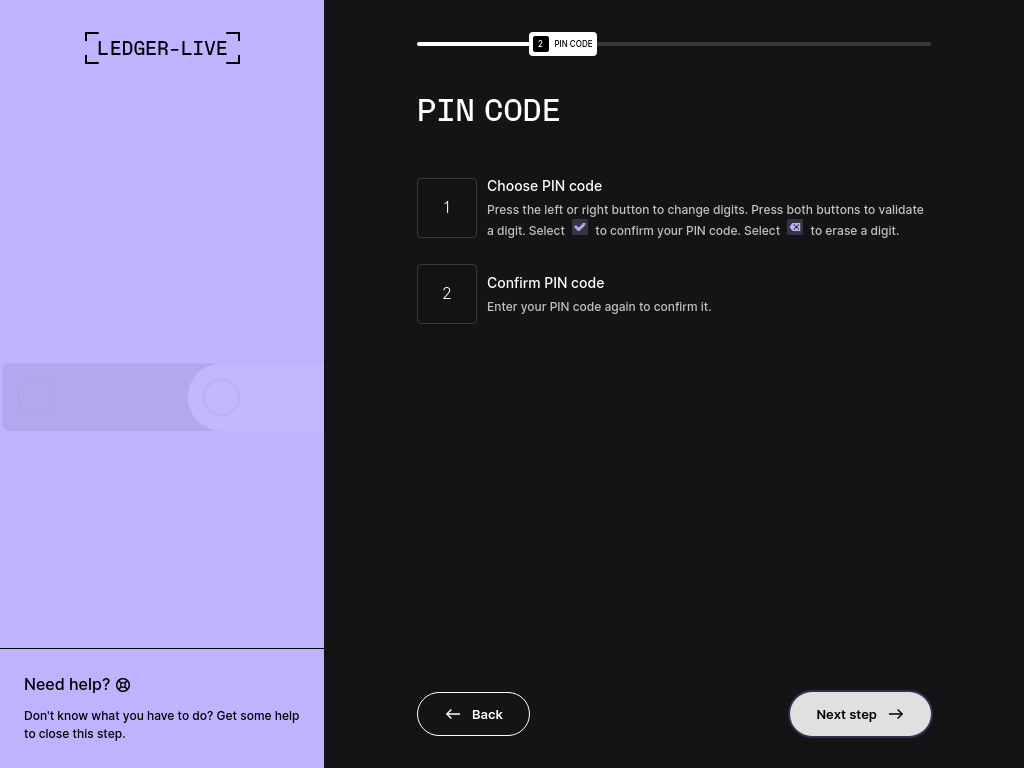 LEDGER-LIVE
2 PIN CODE
PIN CODE
1
Choose PIN code
Press the left or right button to change digits. Press both buttons to validate
a digit. Select to confirm your PIN code. Select to erase a digit.
2
Confirm PIN code
Enter your PIN code again to confirm it.
Need help?
Don't know what you have to do? Get some help
to close this step.
Back
Next step